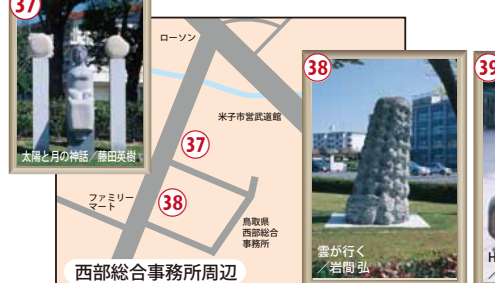 37
太陽と月の神話／藤田英樹
ローソン
米子市営武道館
37
ファミリー
マート
38
鳥取県
西部総合
事務所
西部総合事務所周辺
38
雲が行く
／岩間 弘
39